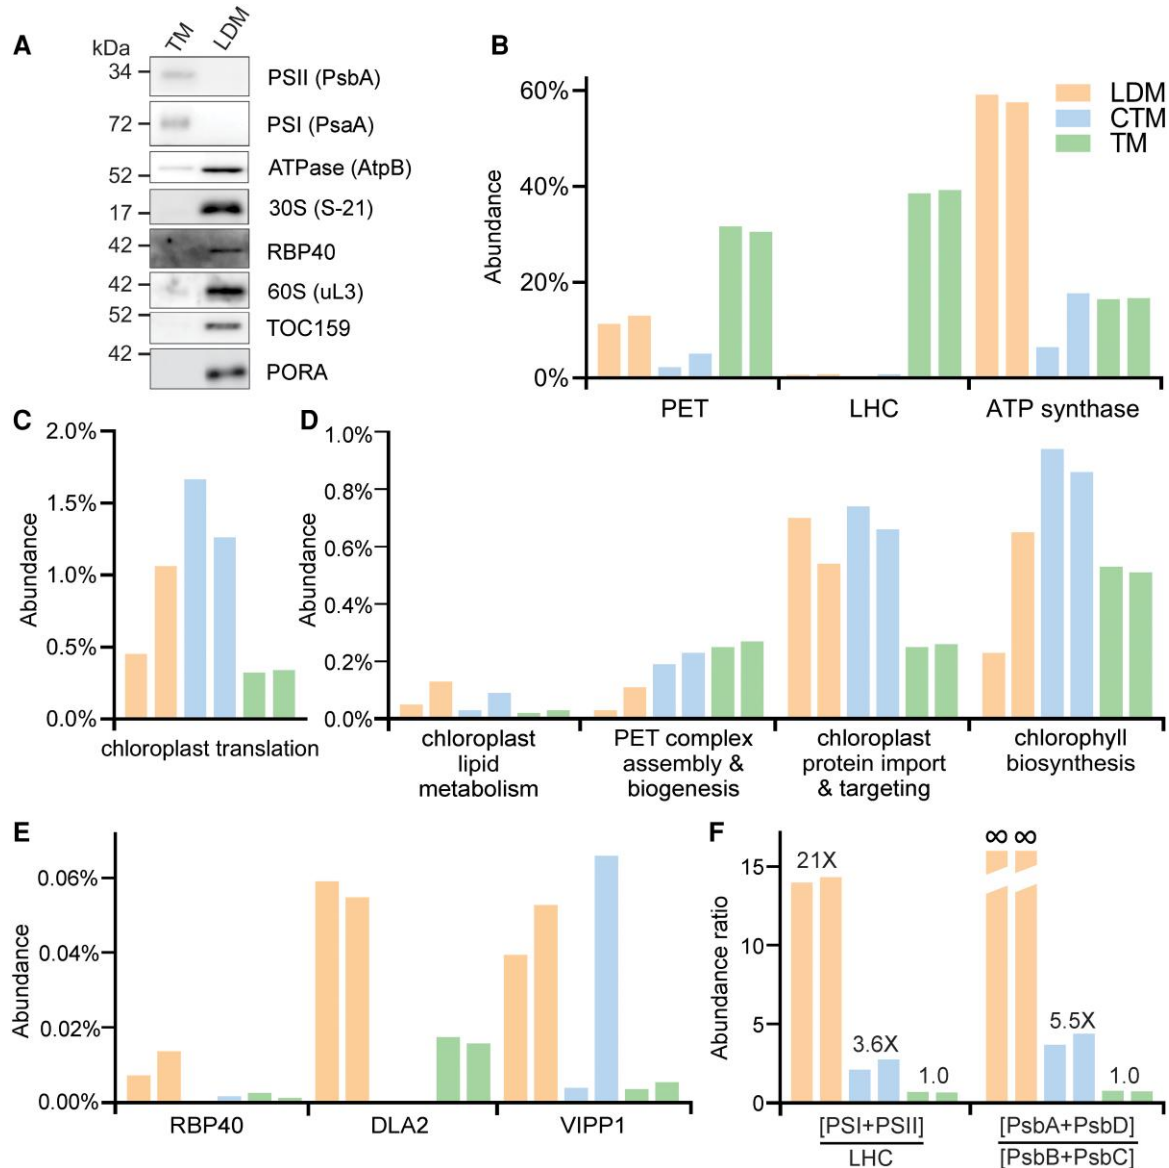 A
kDa
TM
LDM
34
PSII (PsbA)
72
PSI (PsaA)
52
ATPase (AtpB)
17
30S (S-21)
42
RBP40
42
60S (uL3)
52
TOC159
42
PORA
B
Abundance
60%
40%
20%
0%
PET
LHC
ATP synthase
LDM
CTM
TM
C
Abundance
2.0%
1.5%
1.0%
0.5%
0.0%
chloroplast translation
D
Abundance
1.0%
0.8%
0.6%
0.4%
0.2%
0.0%
chloroplast
lipid
metabolism
PET complex
assembly &
biogenesis
chloroplast
protein import
& targeting
chlorophyll
biosynthesis
E
Abundance
0.06%
0.04%
0.02%
0.00%
RBP40
DLA2
VIPP1
F
Abundance ratio
15
10
5
0
21X
3.6X
1.0
∞ ∞
5.5X
1.0
[PSI+PSII]
LHC
[PsbA+PsbD]
[PsbB+PsbC]